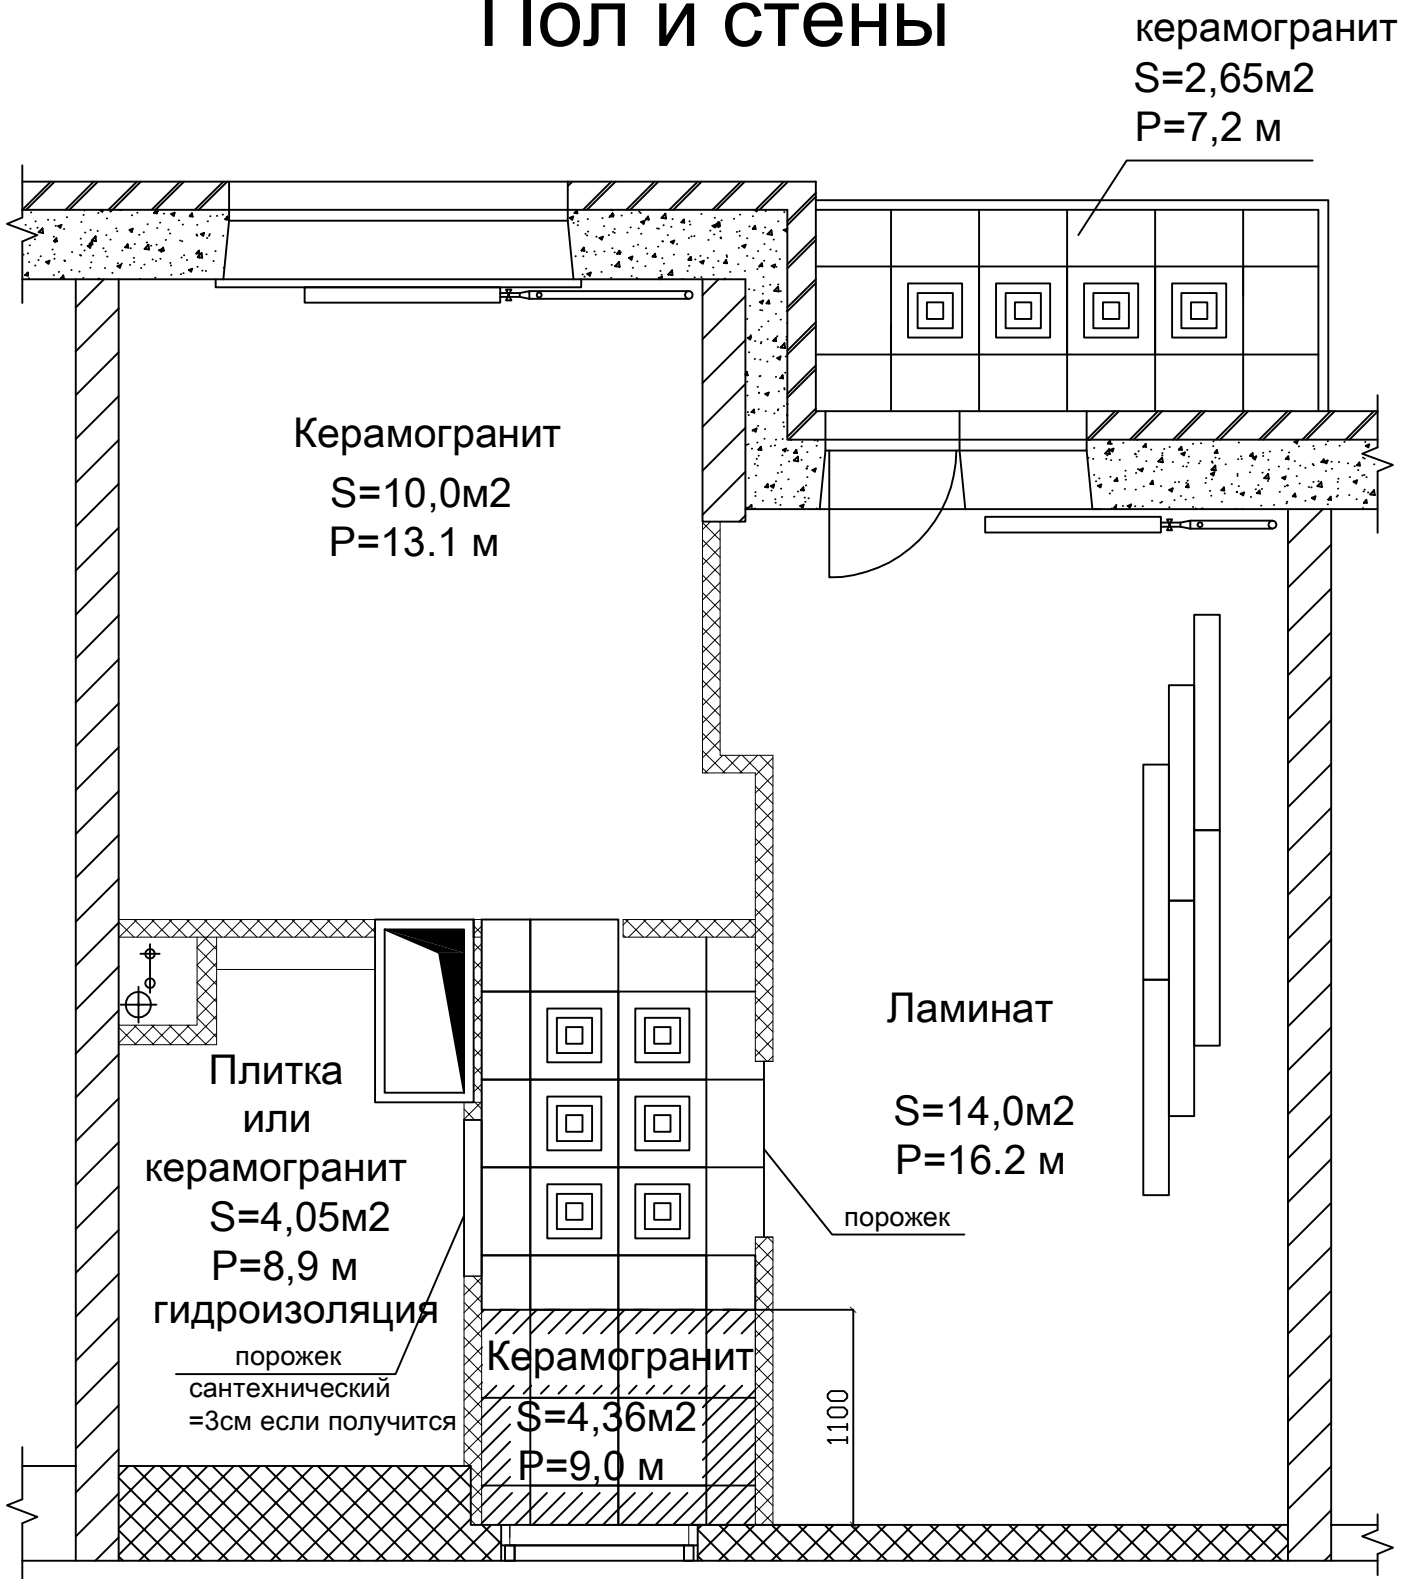 Пол и стены
керамогранит
S=2,65м2
P=7,2 м
Керамогранит
S=10,0м2
P=13.1 м
Ламинат
S=14,0м2
P=16.2 м
порожек
Плитка
или
керамогранит
S=4,05м2
P=8,9 м
гидроизоляция
порожек
сантехнический
=3см если получится
Керамогранит
S=4,36м2
P=9,0 м
1100